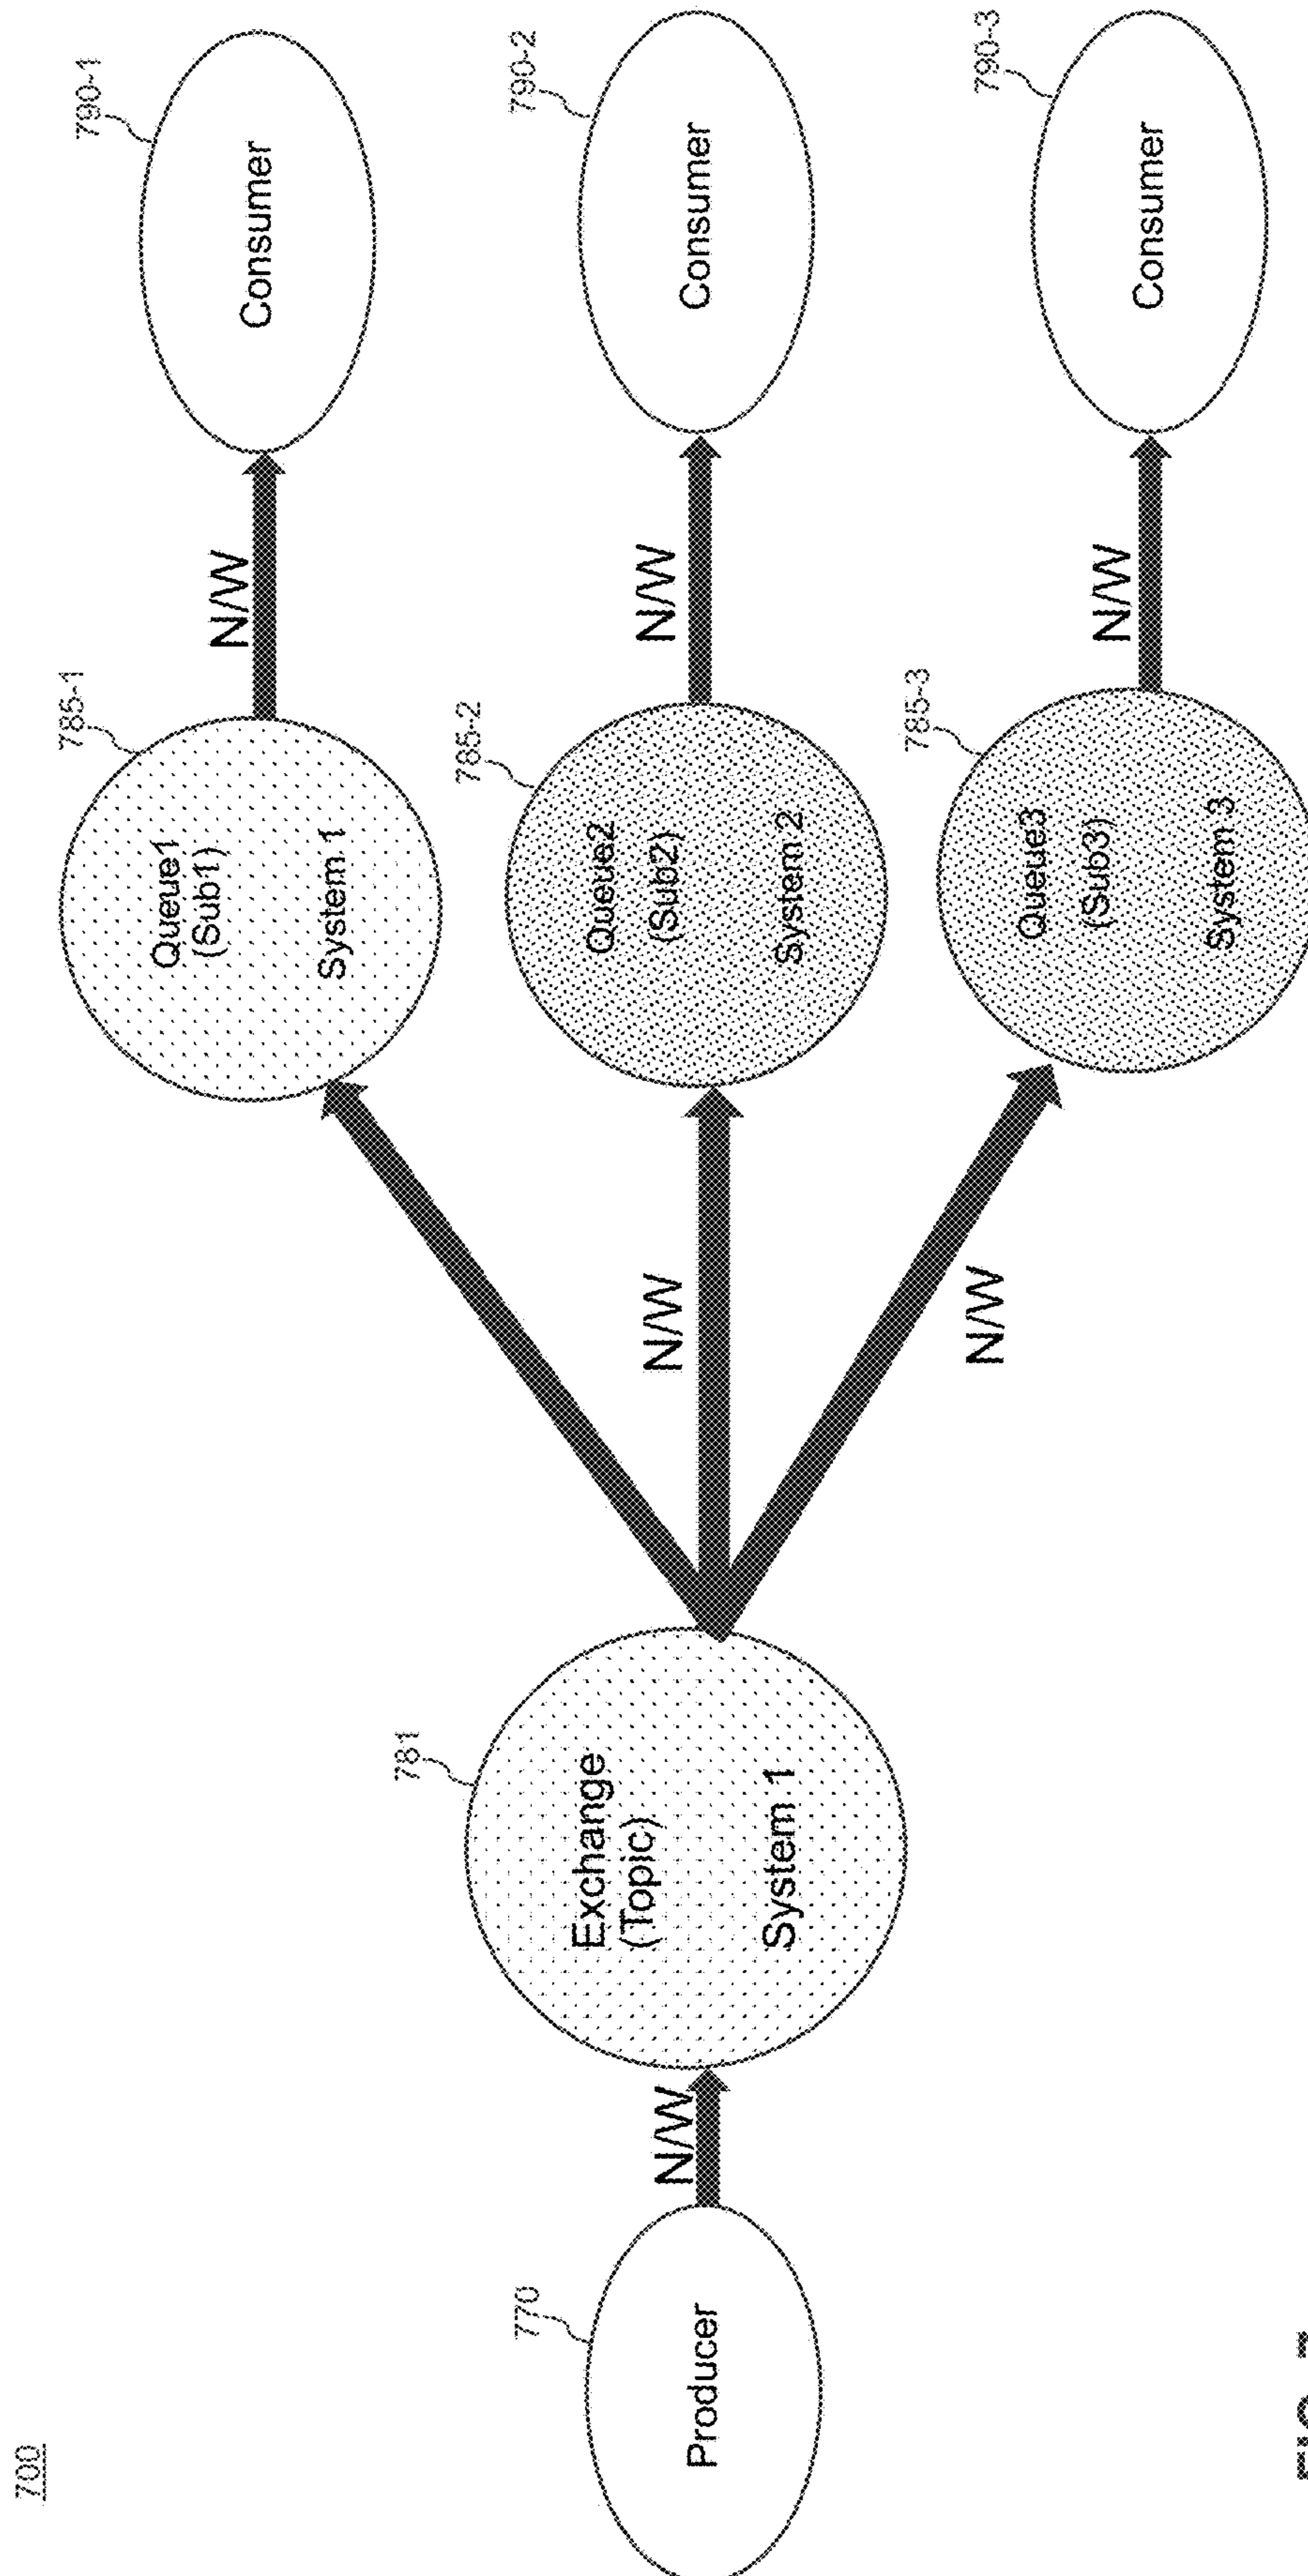 700
770
Producer
N/W
781
Exchange
(Topic)
System 1
N/W
N/W
785-1
Queue1
(Sub1)
System 1
N/W
790-1
Consumer
785-2
Queue2
(Sub2)
System 2
N/W
790-2
Consumer
785-3
Queue3
(Sub3)
System 3
N/W
790-3
Consumer